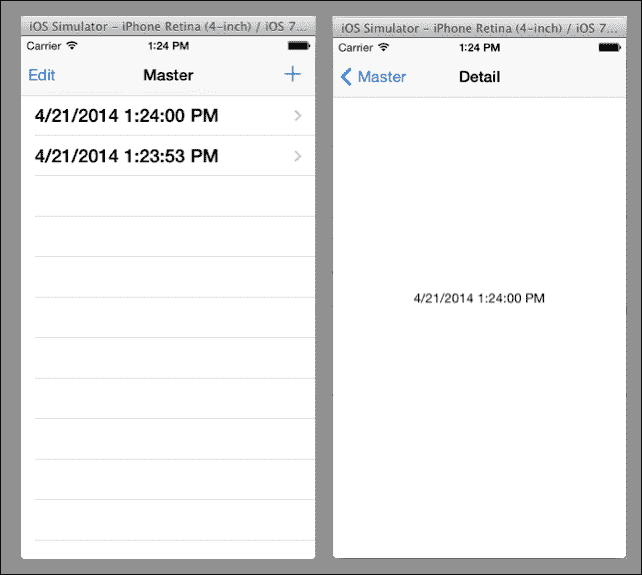 iOS Simulator – iPhone Retina (4-inch) / iOS 7...
Carrier 1:24 PM
Edit Master +
4/21/2014 1:24:00 PM
4/21/2014 1:23:53 PM
iOS Simulator – iPhone Retina (4-inch) / iOS 7...
Carrier 1:24 PM
Master Detail
4/21/2014 1:24:00 PM